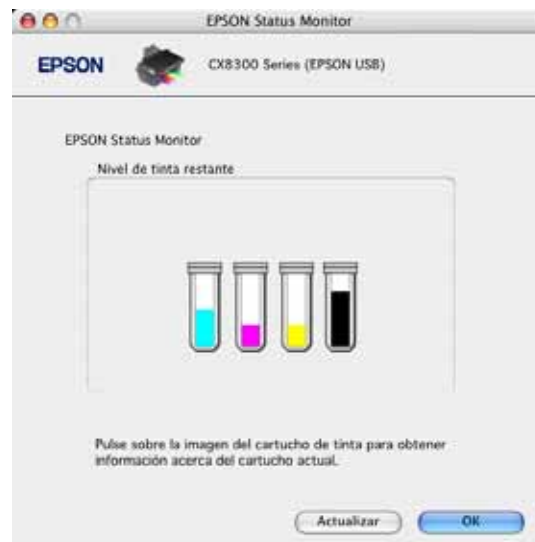 EPSON Status Monitor
EPSON
CX8300 Series (EPSON USB)
EPSON Status Monitor
Nivel de tinta restante
Pulse sobre la imagen del cartucho de tinta para obtener
información acerca del cartucho actual.
Actualizar
OK